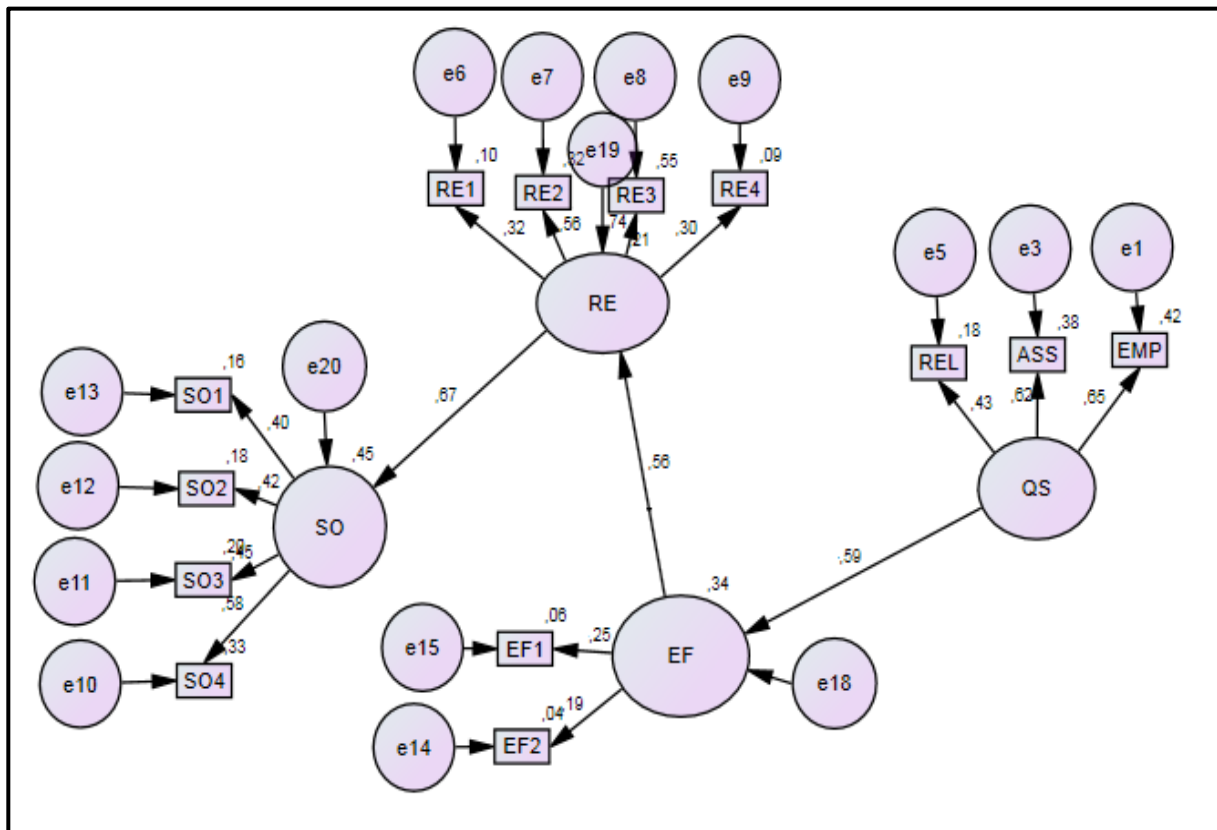 e6
e7
e8
e9
e19
,10
,32
,55
,09
RE1
RE2
RE3
RE4
,32
,56
,74
,21
,30
RE
e5
e3
e1
,18
,38
,42
REL
ASS
EMP
,43
,62
,65
QS
e13
e20
,16
SO1
,40
,67
,45
e12
,18
SO2
,42
SO
,56
e11
,20
,45
SO3
,58
,59
e10
,33
SO4
,34
e15
,06
EF1
,25
EF
e18
e14
,04
,19
EF2